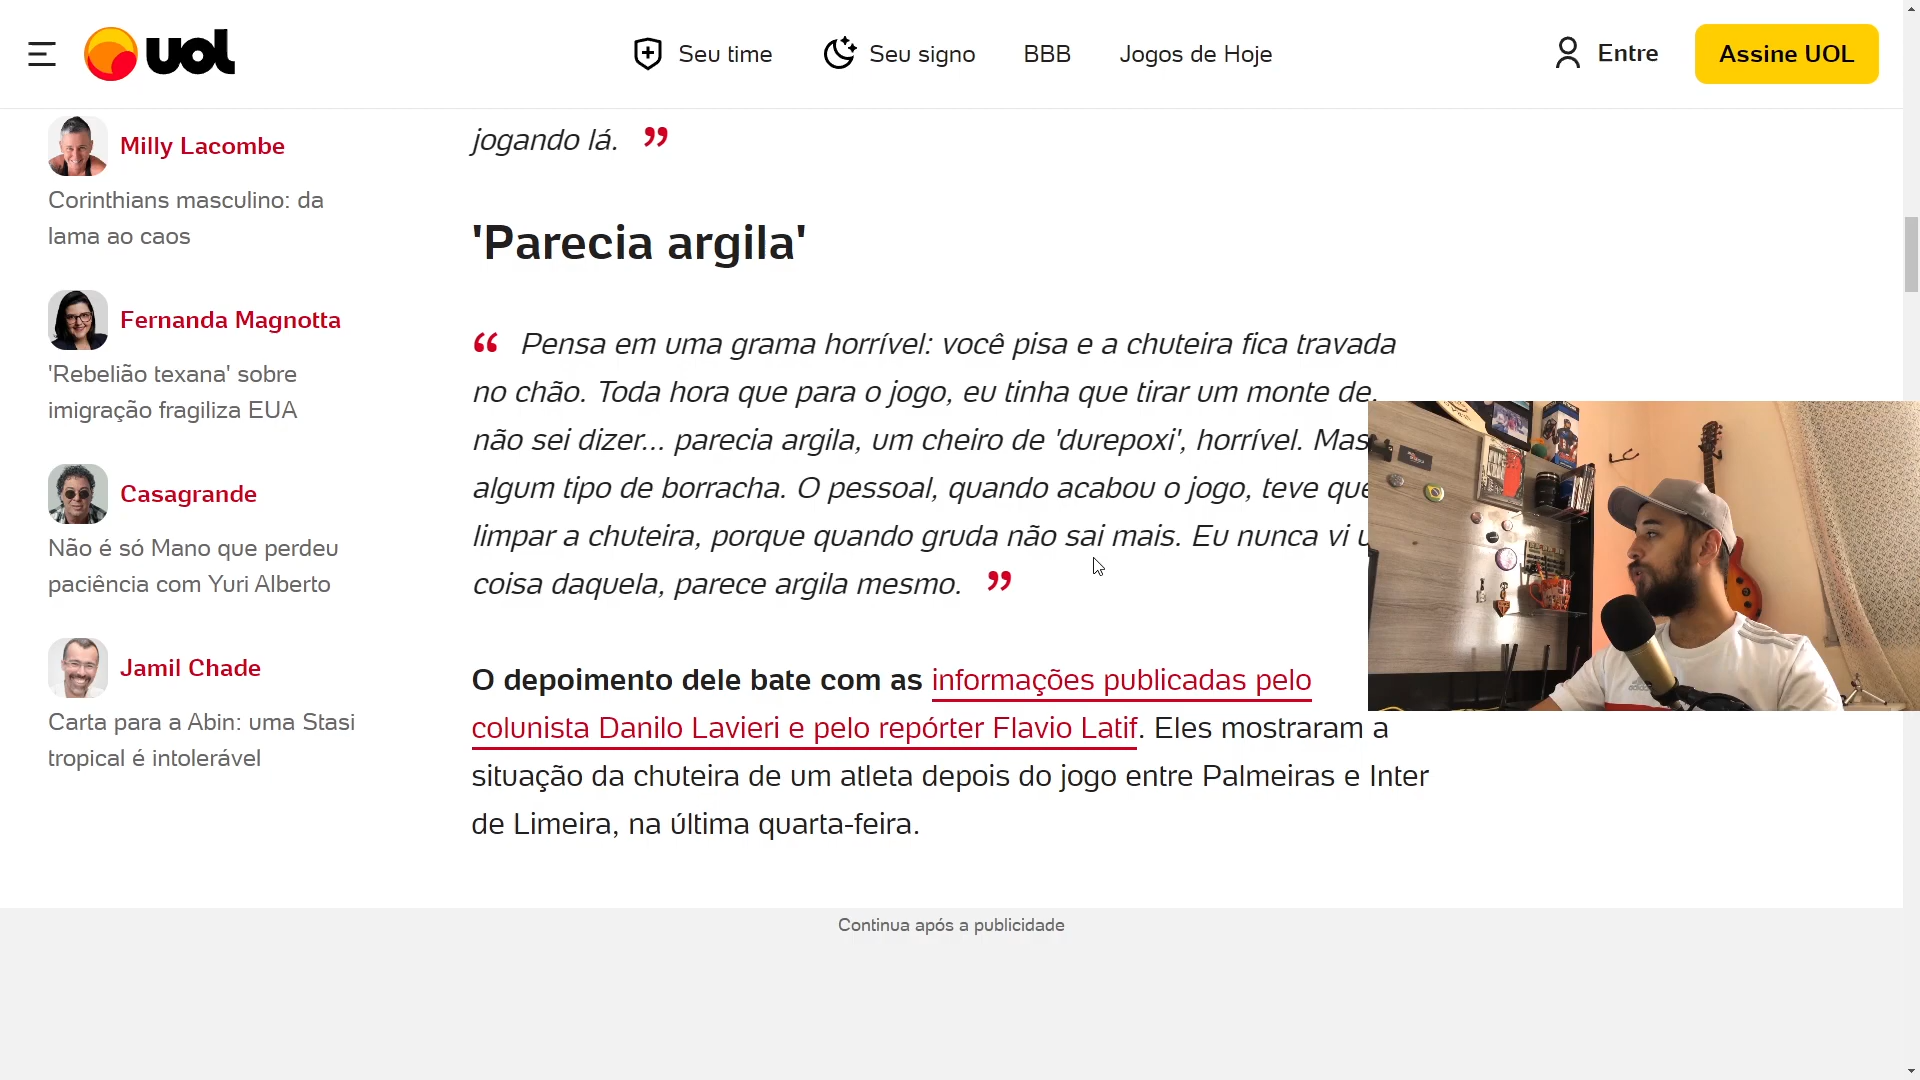 uol
Seu time
Seu signo
BBB
Jogos de Hoje
Entre
Assine UOL
Milly Lacombe
Corinthians masculino: da
lama ao caos
Fernanda Magnotta
'Rebelião texana' sobre
imigração fragiliza EUA
Casagrande
Não é só Mano que perdeu
paciência com Yuri Alberto
Jamil Chade
Carta para a Abin: uma Stasi
tropical é intolerável
jogando lá. ”
'Parecia argila'
“ Pensa em uma grama horrível: você pisa e a chuteira fica travada
no chão. Toda hora que para o jogo, eu tinha que tirar um monte de.
não sei dizer... parecia argila, um cheiro de 'durepoxi', horrível. Mas
algum tipo de borracha. O pessoal, quando acabou o jogo, teve que
limpar a chuteira, porque quando gruda não sai mais. Eu nunca vi
coisa daquela, parece argila mesmo. ”
O depoimento dele bate com as informações publicadas pelo
colunista Danilo Lavieri e pelo repórter Flavio Latif. Eles mostraram a
situação da chuteira de um atleta depois do jogo entre Palmeiras e Inter
de Limeira, na última quarta-feira.
Continua após a publicidade